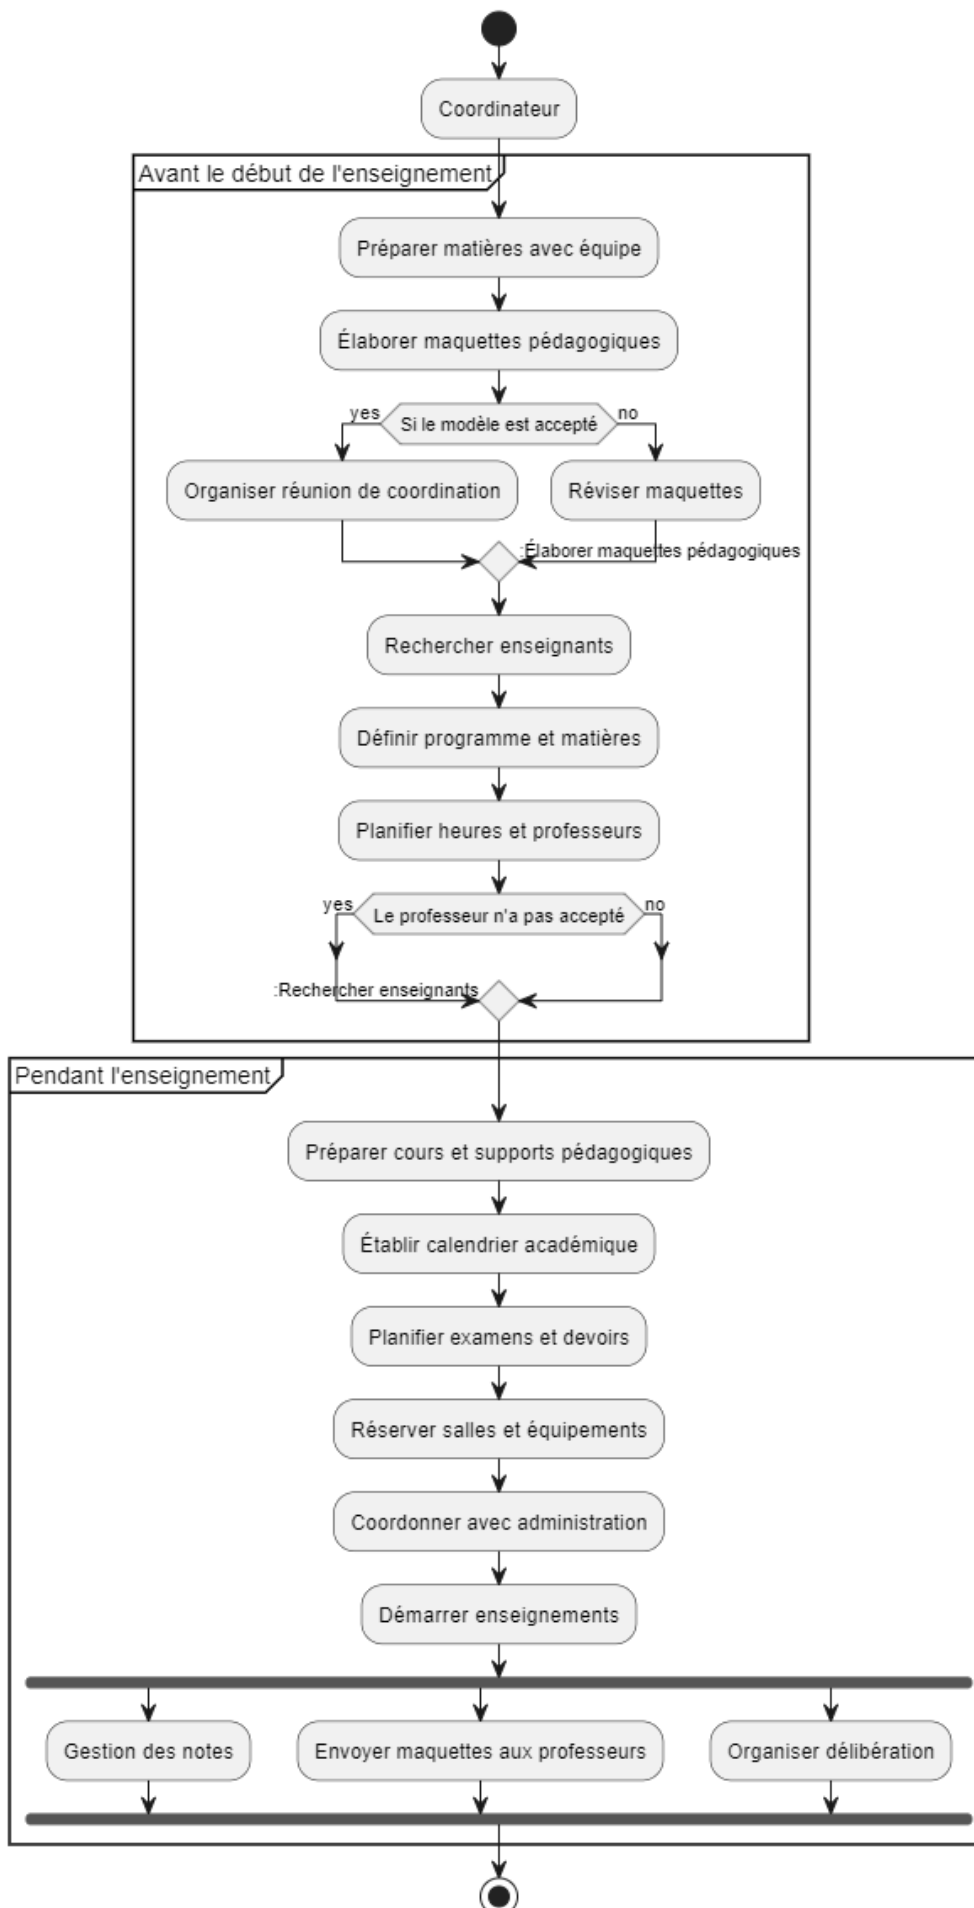 Coordinateur
Avant le début de l'enseignement
Préparer matières avec équipe
Élaborer maquettes pédagogiques
yes
Si le modèle est accepté
no
Organiser réunion de coordination
Réviser maquettes
:Élaborer maquettes pédagogiques
Rechercher enseignants
Définir programme et matières
Planifier heures et professeurs
yes
Le professeur n'a pas accepté
no
:Rechercher enseignants
Pendant l'enseignement
Préparer cours et supports pédagogiques
Établir calendrier académique
Planifier examens et devoirs
Réserver salles et équipements
Coordonner avec administration
Démarrer enseignements
Gestion des notes
Envoyer maquettes aux professeurs
Organiser délibération